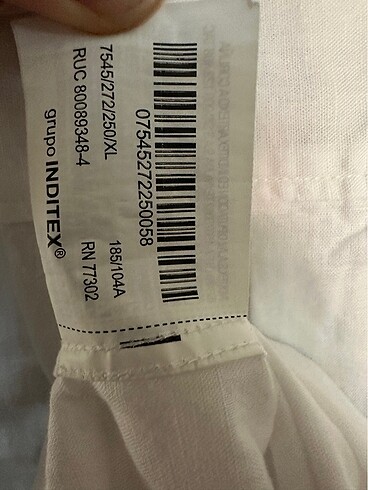 07545272250058
7545/272/250/XL
185/104A
RUC 80089348-4
RN 77302
grupo INDITEX®